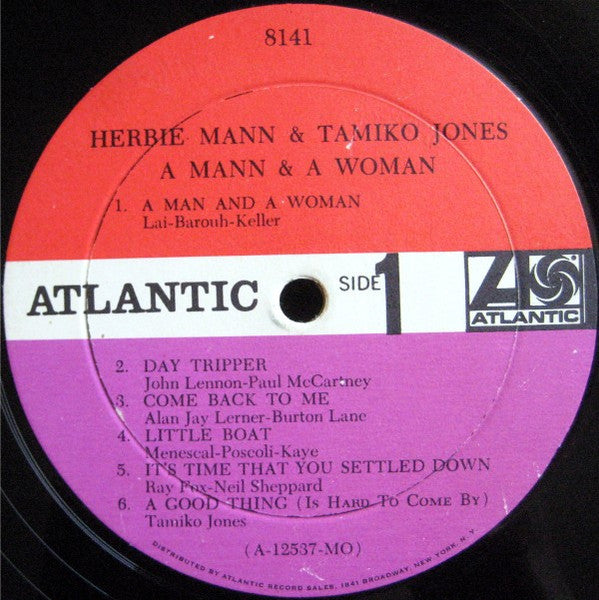 8141
HERBIE MANN & TAMIKO JONES
A MANN & A WOMAN
1. A MAN AND A WOMAN
Lai-Barouh-Keller
ATLANTIC
SIDE 1
ATLANTIC
2. DAY TRIPPER
John Lennon-Paul McCartney
3. COME BACK TO ME
Alan Jay Lerner-Burton Lane
4. LITTLE BOAT
Menescal-Poscoli-Kaye
5. IT'S TIME THAT YOU SETTLED DOWN
Ray Fox-Neil Sheppard
6. A GOOD THING (IS HARD TO COME BY)
Tamiko Jones
(A-12537-MO)
DISTRIBUTED BY ATLANTIC RECORD SALES, 1841 BROADWAY, NEW YORK, N. Y.